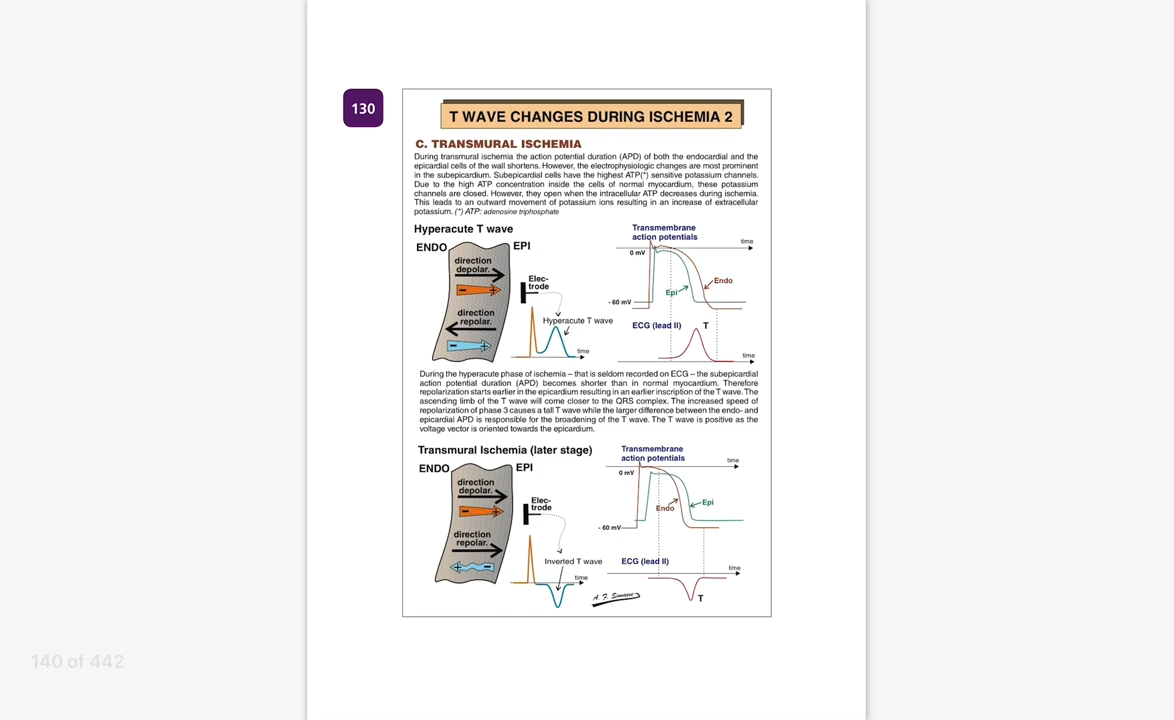 130
T WAVE CHANGES DURING ISCHEMIA 2
C. TRANSMURAL ISCHEMIA
During transmural ischemia the action potential duration (APD) of both the endocardial and the
epicardial cells of the wall shortens. However, the electrophysiologic changes are most prominent
in the subepicardium. Subepicardial cells have the highest ATP(*) sensitive potassium channels.
Due to the high ATP concentration inside the cells of normal myocardium, these potassium
channels are closed. However, they open when the intracellular ATP decreases during ischemia.
This leads to an outward movement of potassium ions resulting in an increase of extracellular
potassium. (*) ATP: adenosine triphosphate
Hyperacute T wave
ENDO
EPI
direction
depolar.
- +
direction
repolar.
- +
Elec-
trode
Hyperacute T wave
time
Transmembrane
action potentials
time
0 mV
Endo
Epi
- 60 mV
ECG (lead II)
T
time
During the hyperacute phase of ischemia – that is seldom recorded on ECG – the subepicardial
action potential duration (APD) becomes shorter than in normal myocardium. Therefore
repolarization starts earlier in the epicardium resulting in an earlier inscription of the T wave. The
ascending limb of the T wave will come closer to the QRS complex. The increased speed of
repolarization of phase 3 causes a tall T wave while the larger difference between the endo- and
epicardial APD is responsible for the broadening of the T wave. The T wave is positive as the
voltage vector is oriented towards the epicardium.
Transmural Ischemia (later stage)
ENDO
EPI
direction
depolar.
- +
direction
repolar.
+ -
Elec-
trode
Inverted T wave
time
Transmembrane
action potentials
time
0 mV
Epi
Endo
- 60 mV
ECG (lead II)
time
T
A. F. Sinnaeve
140 of 442